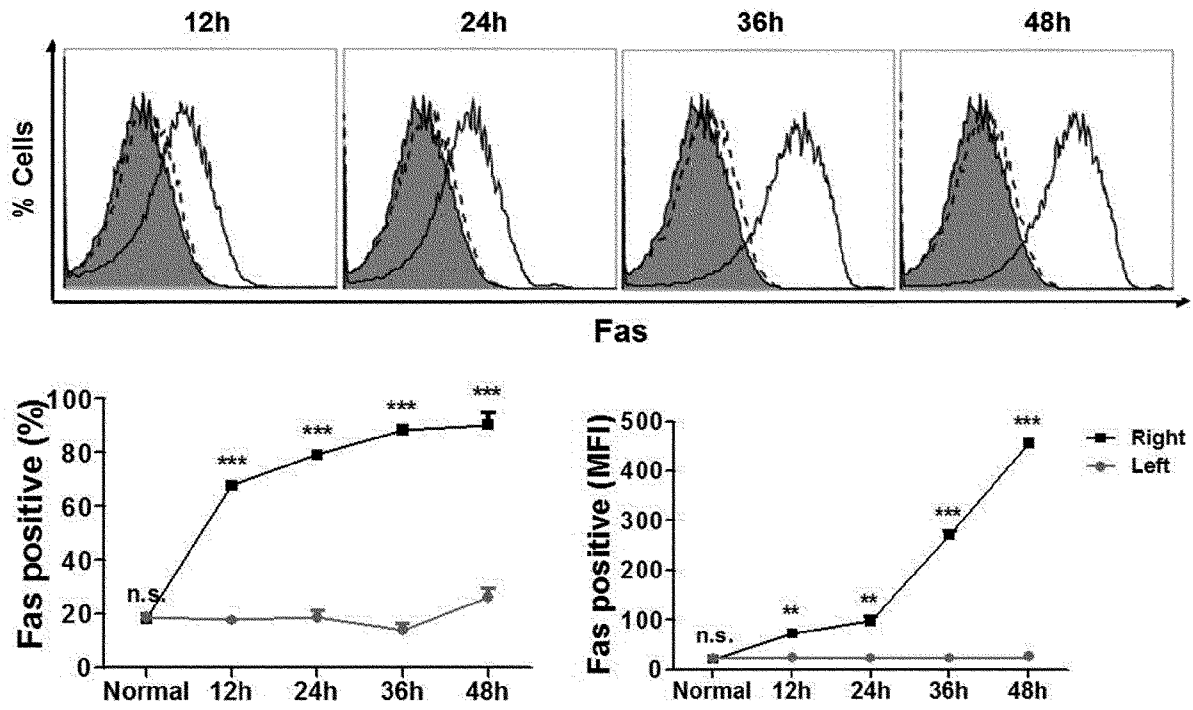 12h 24h 36h 48h
% Cells
Fas
Fas positive (%)
100
80
60
40
20
0
n.s.
***
***
***
***
Normal 12h 24h 36h 48h
Fas positive (MFI)
500
400
300
200
100
0
n.s.
**
**
***
***
Normal 12h 24h 36h 48h
Right
Left